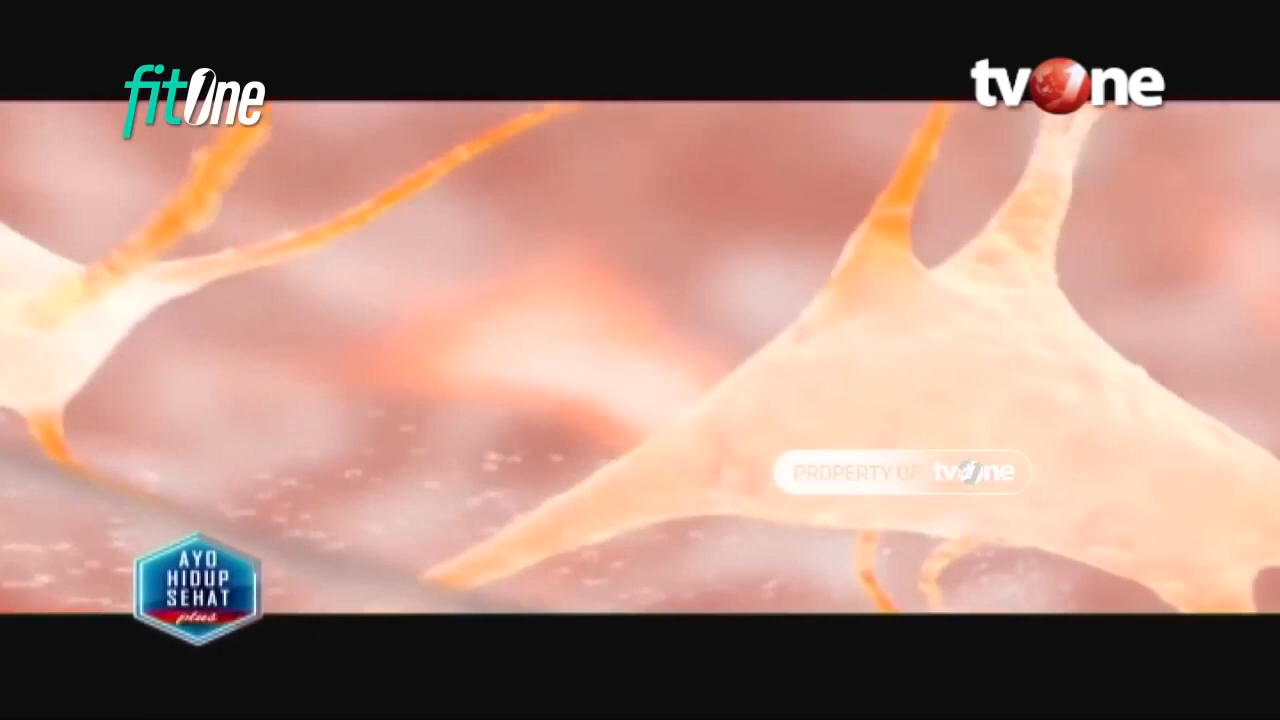 fitOne
tvOne
PROPERTY OF tvOne
AYO
HIDUP
SEHAT
plus